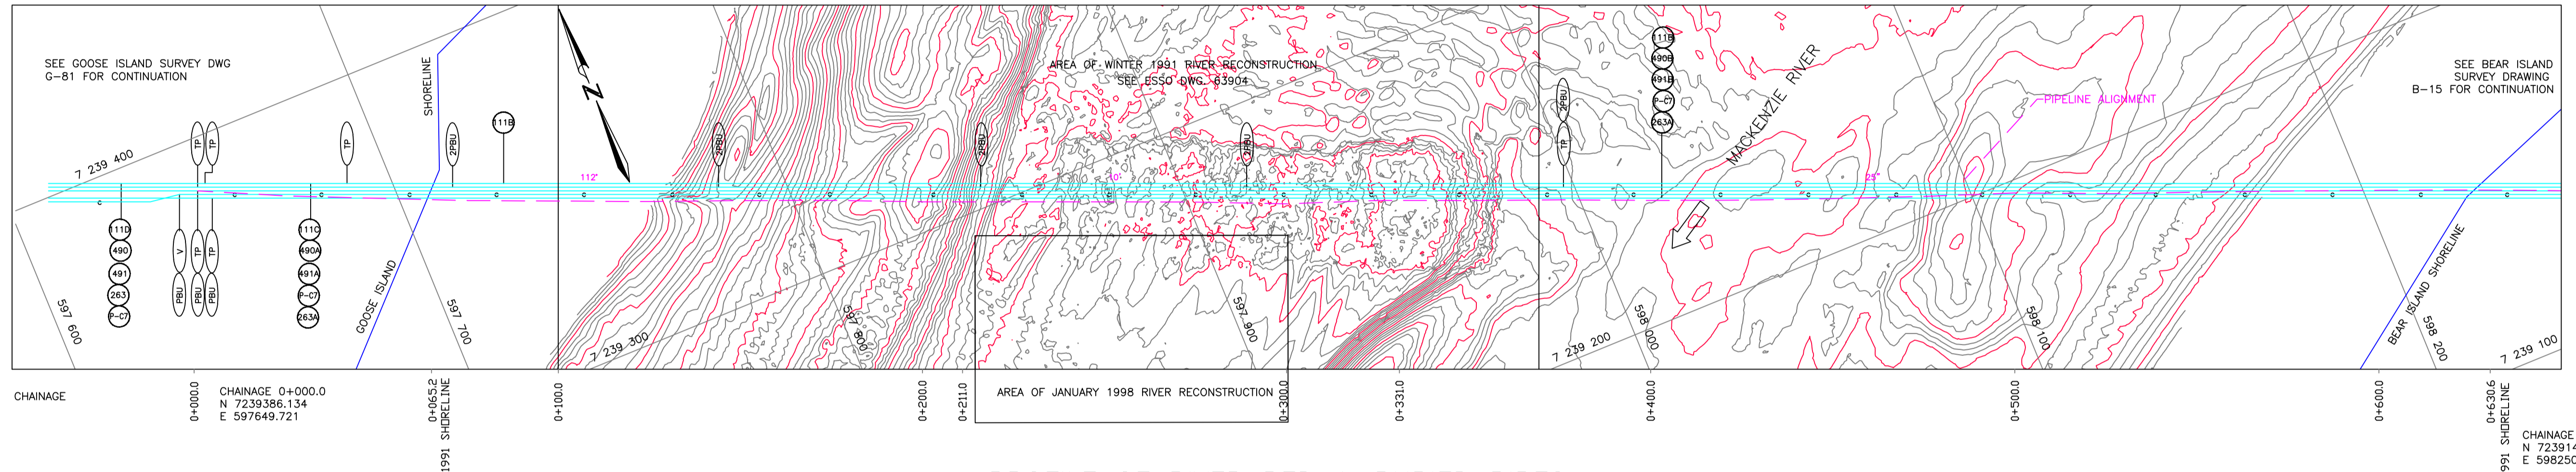 SEE GOOSE ISLAND SURVEY DWG
G-81 FOR CONTINUATION
SHORELINE
AREA OF WINTER 1991 RIVER RECONSTRUCTION
SEE ESSO DWG. 63904
MACKENZIE RIVER
PIPELINE ALIGNMENT
SEE BEAR ISLAND
SURVEY DRAWING
B-15 FOR CONTINUATION
N
7 239 400
TP
TP
TP
2PBU
111B
2PBU
2PBU
2PBU
2PBU
TP
111B
490B
491B
P-C7
263A
112°
10°
25°
C C C C C C C C C C C C C C C C C C C C C C C C
111D
490
491
263
P-C7
V
PBU
TP
PBU
TP
PBU
111C
490A
491A
P-C7
263A
GOOSE ISLAND
BEAR ISLAND SHORELINE
597 600
597 700
597 800
597 900
598 000
598 100
598 200
7 239 300
7 239 200
7 239 100
CHAINAGE
0+000.0
CHAINAGE 0+000.0
N 7239386.134
E 597649.721
0+065.2
1991 SHORELINE
0+100.0
0+200.0
0+211.0
AREA OF JANUARY 1998 RIVER RECONSTRUCTION
0+300.0
0+331.0
0+400.0
0+500.0
0+600.0
0+630.6
991 SHORELINE
CHAINAGE
N 723914
E 598250